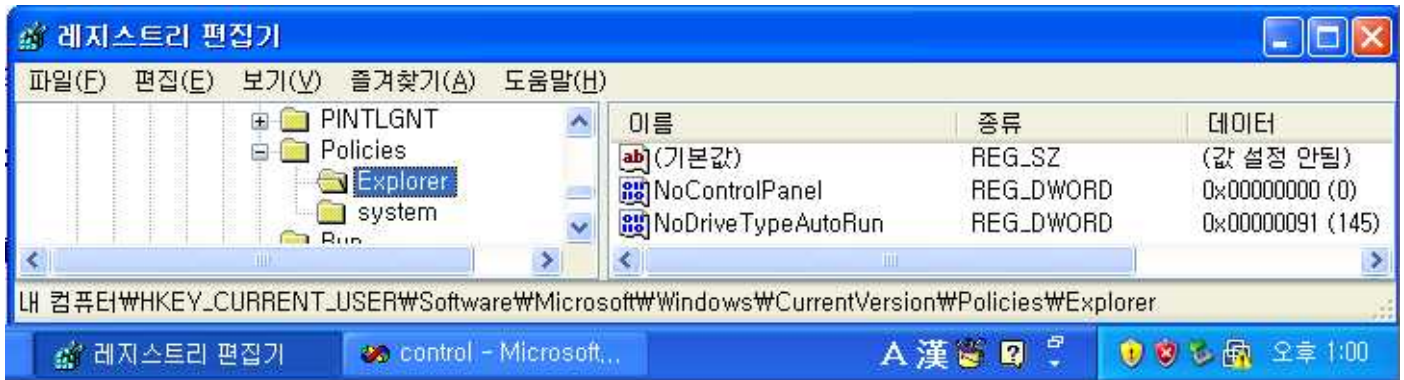 레지스트리 편집기
파일(F) 편집(E) 보기(V) 즐겨찾기(A) 도움말(H)
PINTLGNT
Policies
Explorer
system
Run
이름 종류 데이터
(기본값) REG_SZ (값 설정 안됨)
NoControlPanel REG_DWORD 0x00000000 (0)
NoDriveTypeAutoRun REG_DWORD 0x00000091 (145)
내 컴퓨터₩HKEY_CURRENT_USER₩Software₩Microsoft₩Windows₩CurrentVersion₩Policies₩Explorer
레지스트리 편집기 control - Microsoft... A 漢 오후 1:00